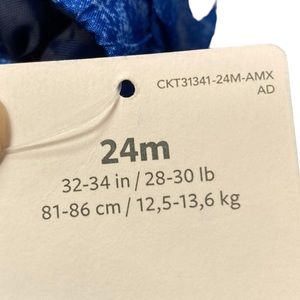 CKT31341-24M-AMX
AD
24m
32-34 in / 28-30 lb
81-86 cm / 12,5-13,6 kg